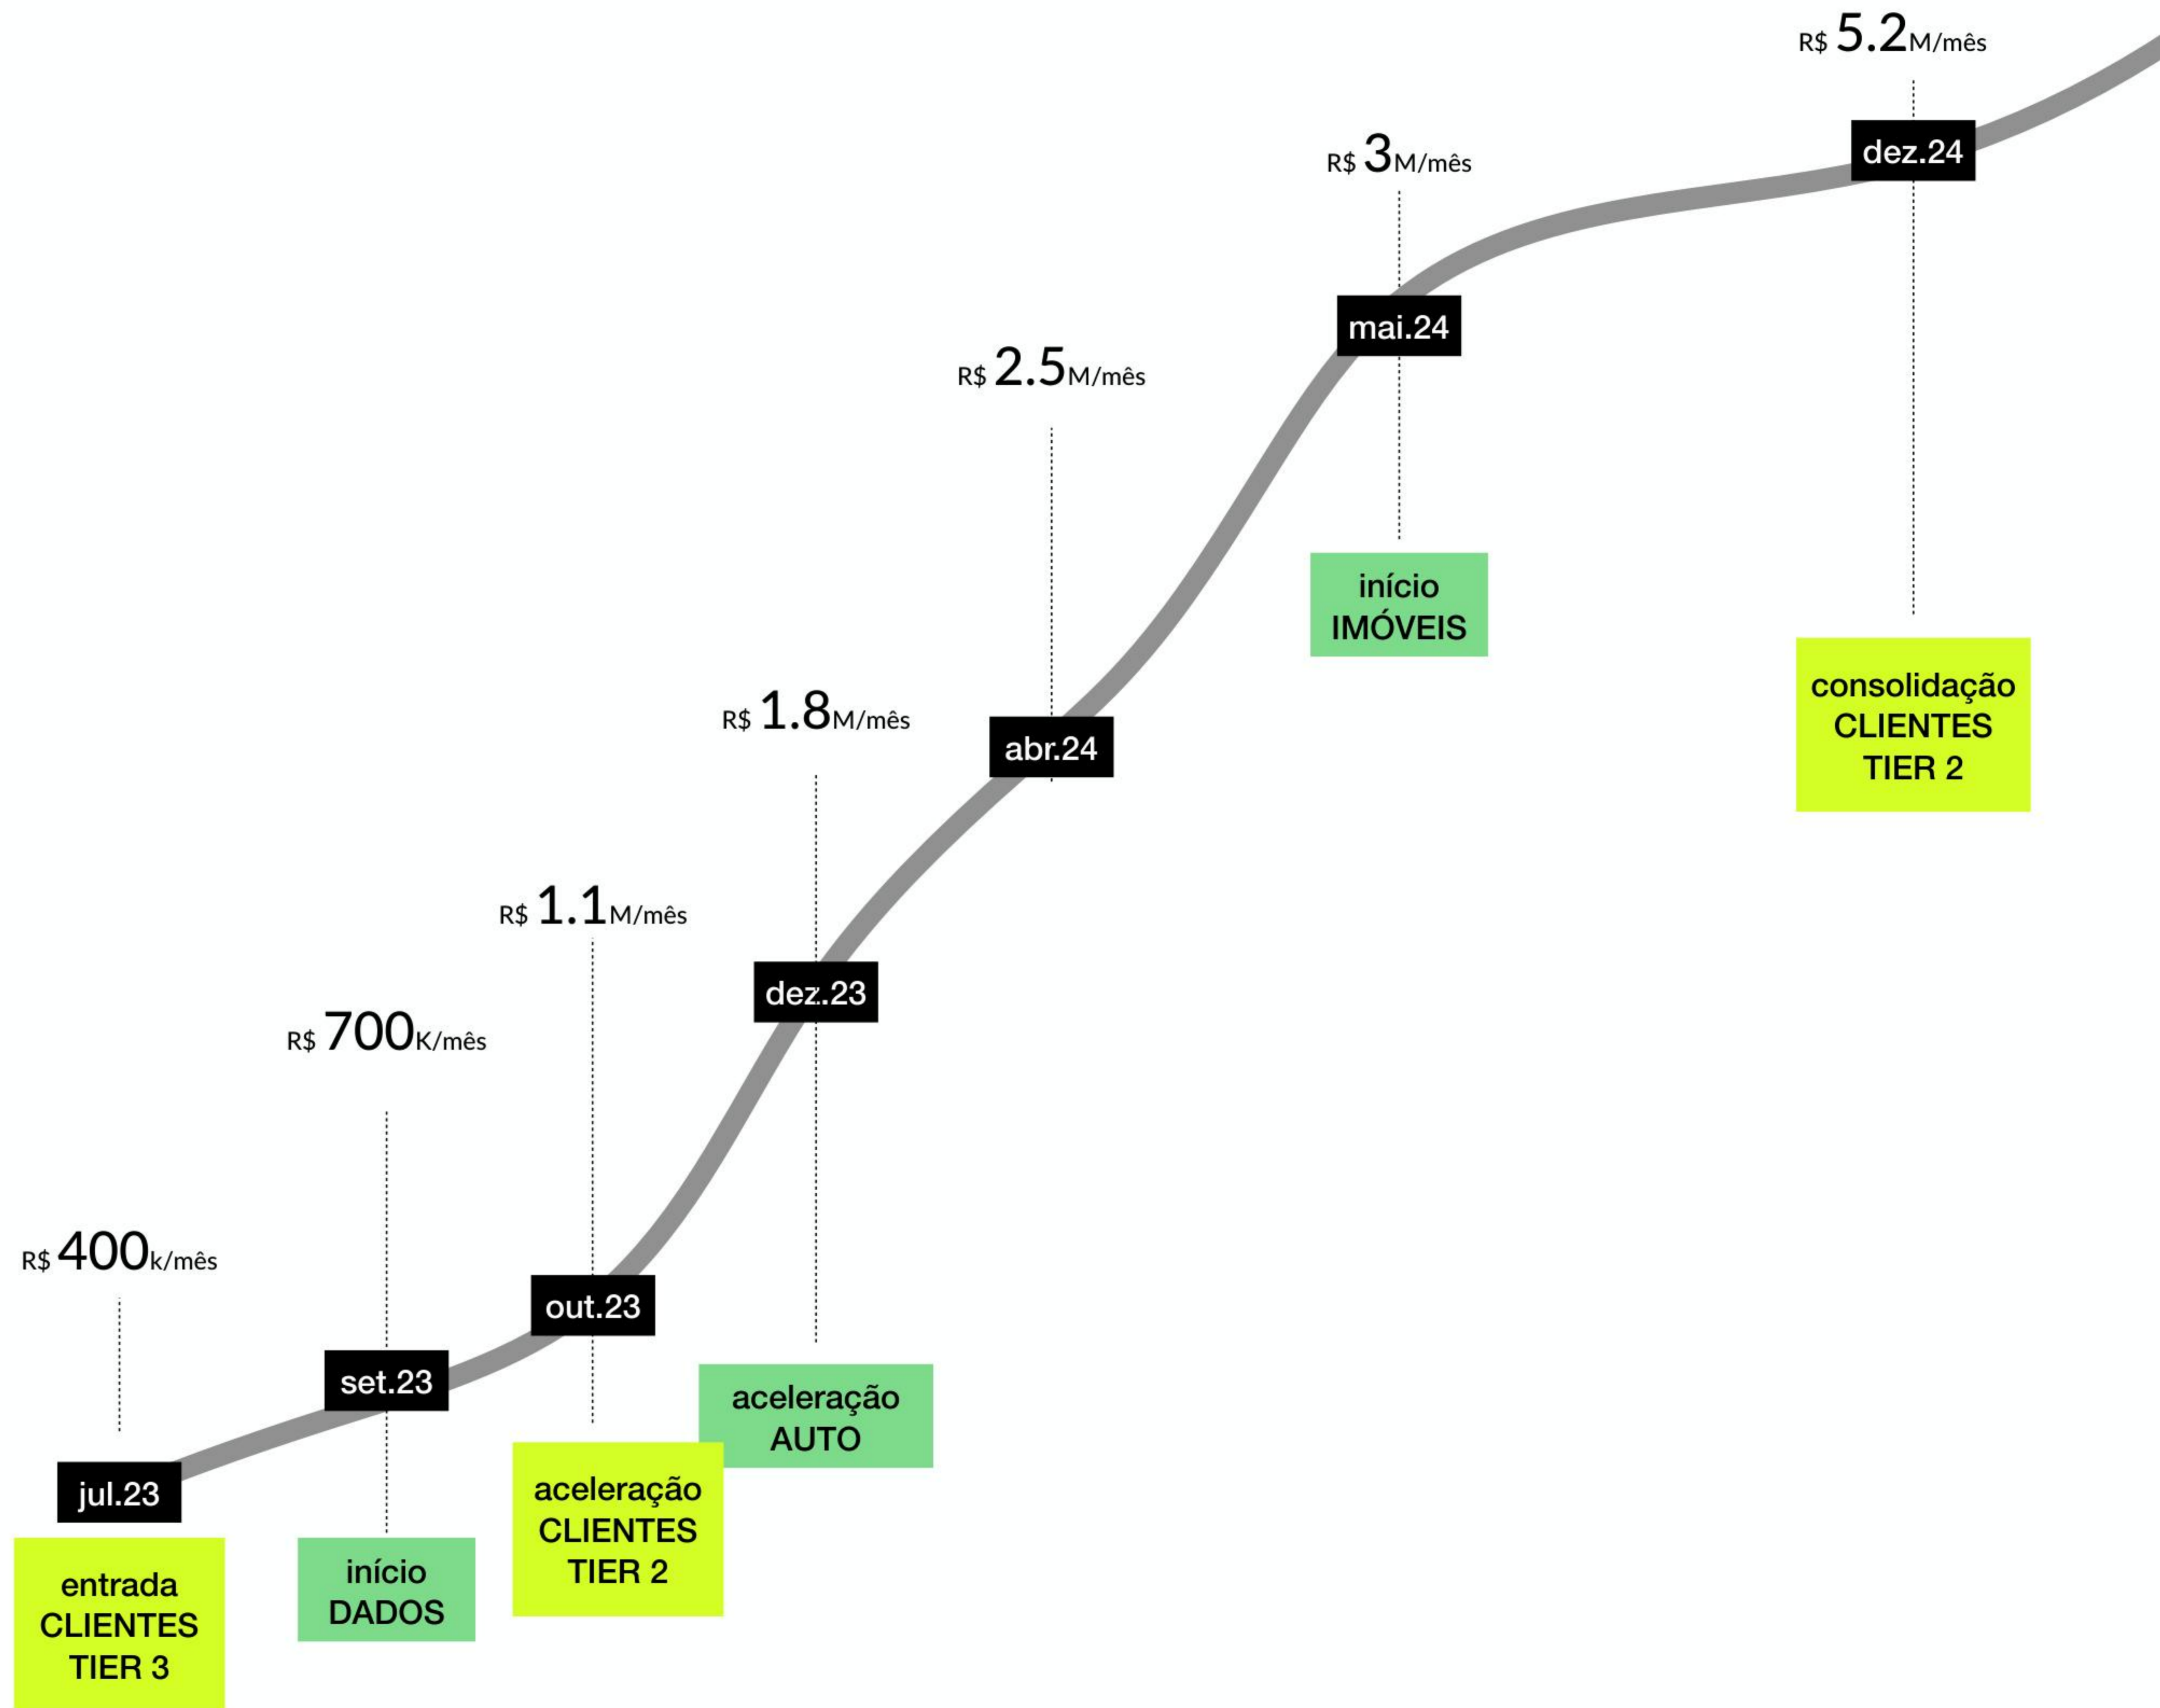 R$ 5.2M/mês
dez.24
R$ 3M/mês
mai.24
início
IMÓVEIS
consolidação
CLIENTES
TIER 2
R$ 2.5M/mês
abr.24
R$ 1.8M/mês
dez.23
aceleração
AUTO
R$ 1.1M/mês
out.23
aceleração
CLIENTES
TIER 2
R$ 700K/mês
set.23
início
DADOS
R$ 400k/mês
jul.23
entrada
CLIENTES
TIER 3